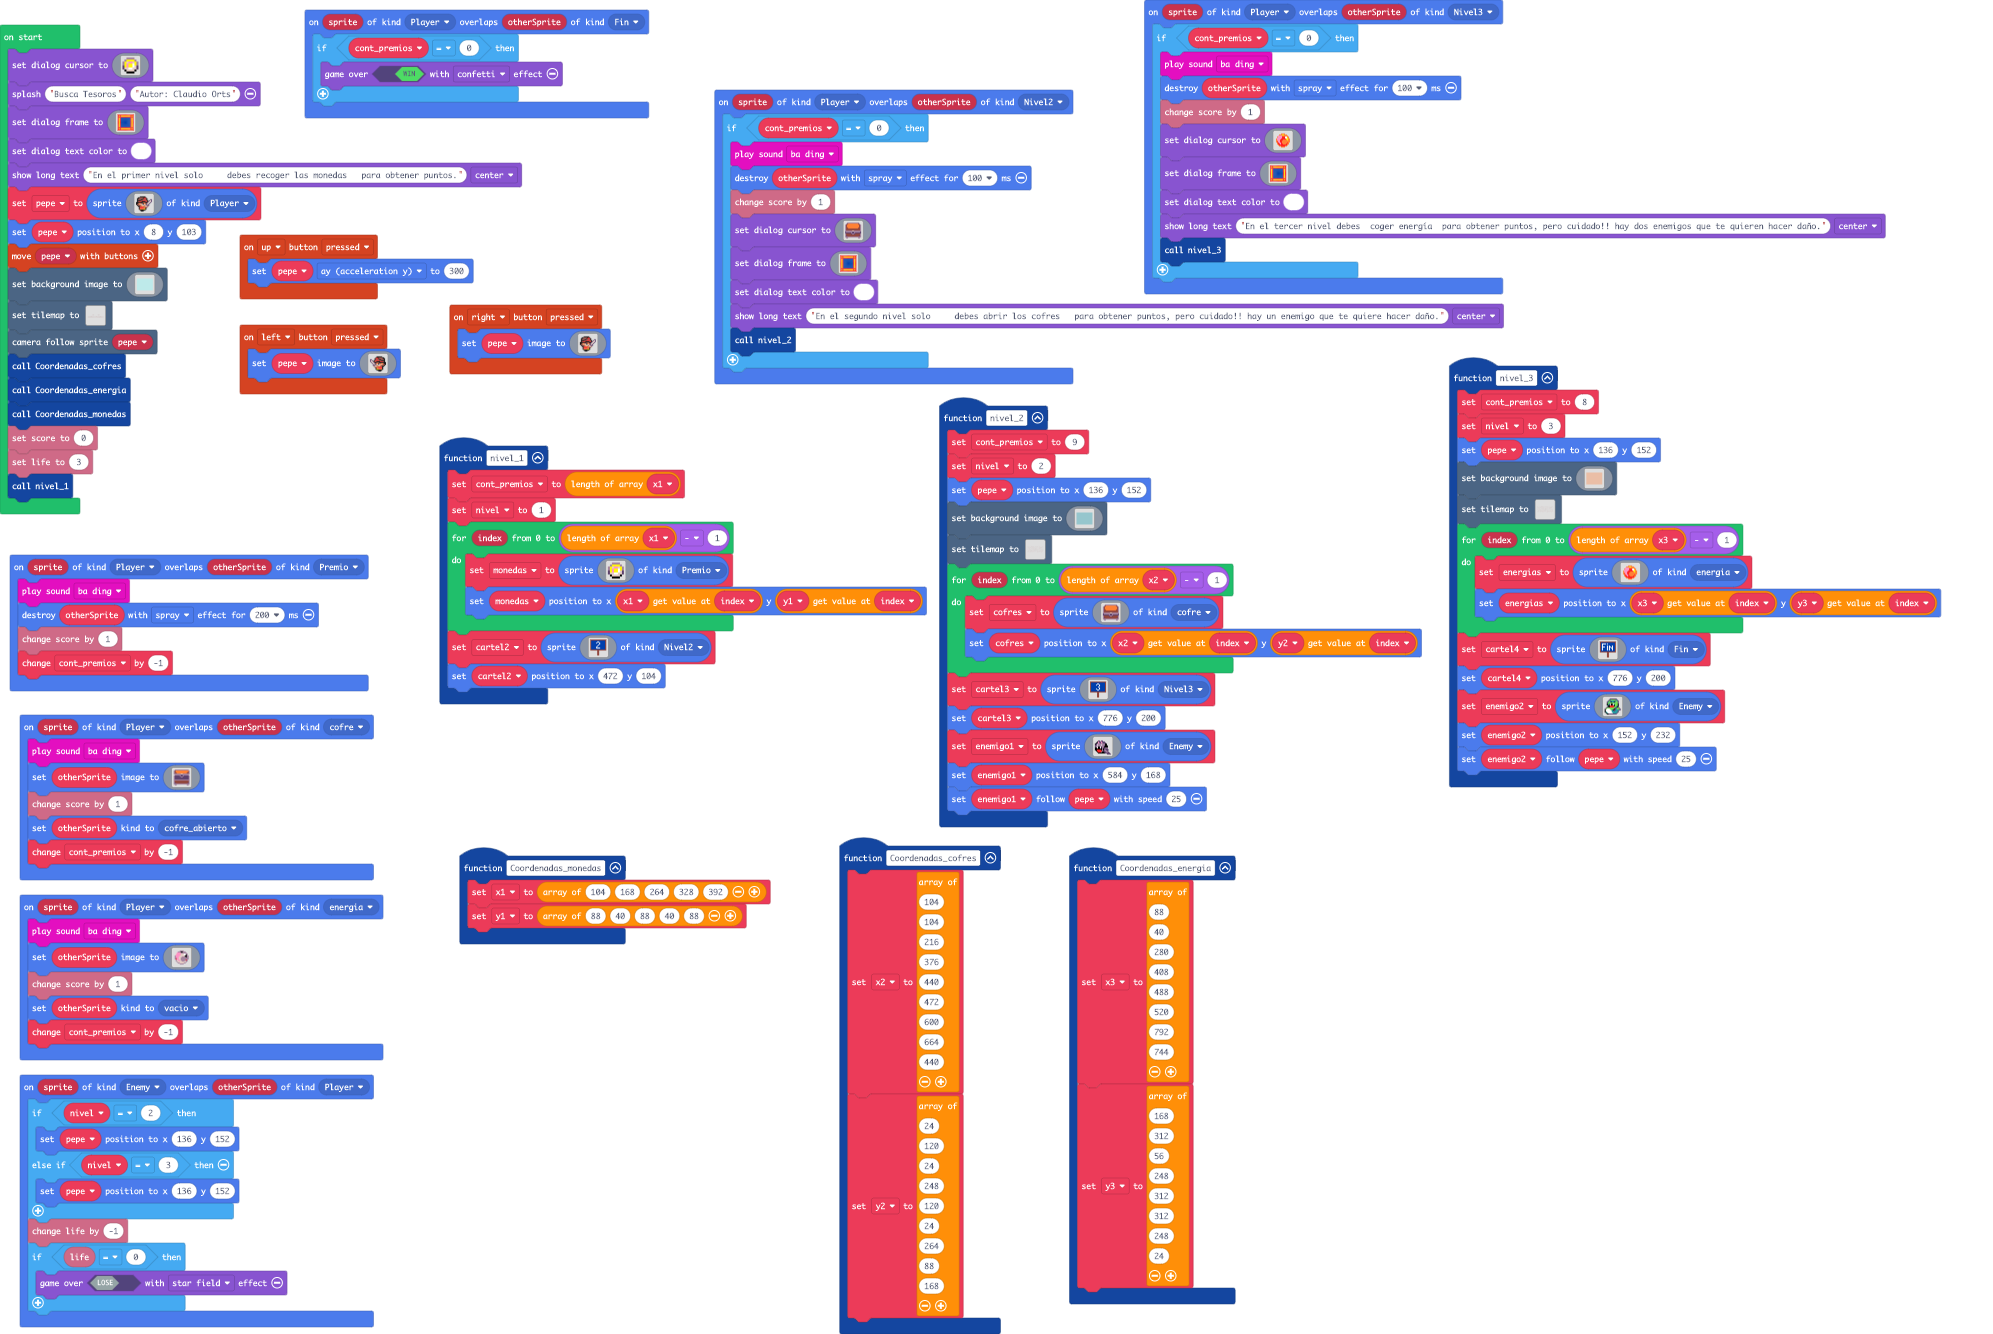 on start
set dialog cursor to
splash "Busca Tesoros" "Autor: Claudio Orts"
set dialog frame to
set dialog text color to
show long text "En el primer nivel solo debes recoger las monedas para obtener puntos." center
set pepe to sprite of kind Player
set pepe position to x 8 y 103
move pepe with buttons
set background image to
set tilemap to
camera follow sprite pepe
call Coordenadas_cofres
call Coordenadas_energia
call Coordenadas_monedas
set score to 0
set life to 3
call nivel_1
on sprite of kind Player overlaps otherSprite of kind Fin
if cont_premios = 0 then
game over WIN with confetti effect
on up button pressed
set pepe ay (acceleration y) to 300
on left button pressed
set pepe image to
on right button pressed
set pepe image to
on sprite of kind Player overlaps otherSprite of kind Nivel2
if cont_premios = 0 then
play sound ba ding
destroy otherSprite with spray effect for 100 ms
change score by 1
set dialog cursor to
set dialog frame to
set dialog text color to
show long text "En el segundo nivel solo debes abrir los cofres para obtener puntos, pero cuidado!! hay un enemigo que te quiere hacer daño." center
call nivel_2
on sprite of kind Player overlaps otherSprite of kind Nivel3
if cont_premios = 0 then
play sound ba ding
destroy otherSprite with spray effect for 100 ms
change score by 1
set dialog cursor to
set dialog frame to
set dialog text color to
show long text "En el tercer nivel debes coger energía para obtener puntos, pero cuidado!! hay dos enemigos que te quieren hacer daño." center
call nivel_3
function nivel_1
set cont_premios to length of array x1
set nivel to 1
for index from 0 to length of array x1 - 1
do
set monedas to sprite of kind Premio
set monedas position to x x1 get value at index y y1 get value at index
set cartel2 to sprite 2 of kind Nivel2
set cartel2 position to x 472 y 104
function nivel_2
set cont_premios to 9
set nivel to 2
set pepe position to x 136 y 152
set background image to
set tilemap to
for index from 0 to length of array x2 - 1
do
set cofres to sprite of kind cofre
set cofres position to x x2 get value at index y y2 get value at index
set cartel3 to sprite 3 of kind Nivel3
set cartel3 position to x 776 y 200
set enemigo1 to sprite of kind Enemy
set enemigo1 position to x 584 y 168
set enemigo1 follow pepe with speed 25
function nivel_3
set cont_premios to 8
set nivel to 3
set pepe position to x 136 y 152
set background image to
set tilemap to
for index from 0 to length of array x3 - 1
do
set energias to sprite of kind energia
set energias position to x x3 get value at index y y3 get value at index
set cartel4 to sprite FIN of kind Fin
set cartel4 position to x 776 y 200
set enemigo2 to sprite of kind Enemy
set enemigo2 position to x 152 y 232
set enemigo2 follow pepe with speed 25
on sprite of kind Player overlaps otherSprite of kind Premio
play sound ba ding
destroy otherSprite with spray effect for 200 ms
change score by 1
change cont_premios by -1
on sprite of kind Player overlaps otherSprite of kind cofre
play sound ba ding
set otherSprite image to
change score by 1
set otherSprite kind to cofre_abierto
change cont_premios by -1
on sprite of kind Player overlaps otherSprite of kind energia
play sound ba ding
set otherSprite image to
change score by 1
set otherSprite kind to vacio
change cont_premios by -1
on sprite of kind Enemy overlaps otherSprite of kind Player
if nivel = 2 then
set pepe position to x 136 y 152
else if nivel = 3 then
set pepe position to x 136 y 152
change life by -1
if life = 0 then
game over LOSE with star field effect
function Coordenadas_monedas
set x1 to array of 104 168 264 328 392
set y1 to array of 88 40 88 40 88
function Coordenadas_cofres
set x2 to
array of
104
104
216
376
440
472
600
664
440
set y2 to
array of
24
120
24
248
120
24
264
88
168
function Coordenadas_energia
set x3 to
array of
88
40
280
408
488
520
792
744
set y3 to
array of
168
312
56
248
312
312
248
24